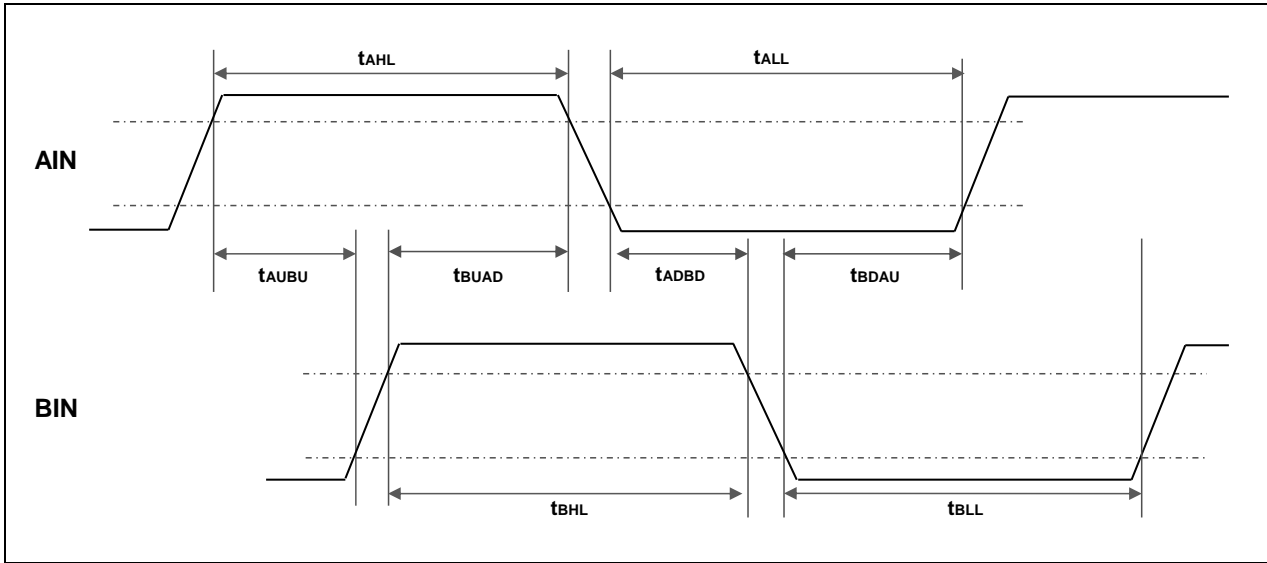 tAHL
tALL
AIN
tAUBU
tBUAD
tADBD
tBDAU
BIN
tBHL
tBLL